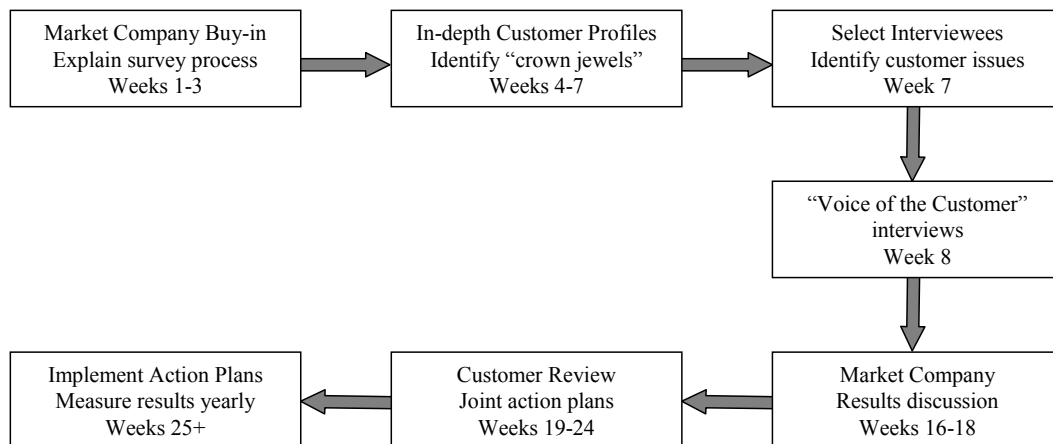 Market Company Buy-in
Explain survey process
Weeks 1-3
In-depth Customer Profiles
Identify “crown jewels”
Weeks 4-7
Select Interviewees
Identify customer issues
Week 7
“Voice of the Customer”
interviews
Week 8
Market Company
Results discussion
Weeks 16-18
Customer Review
Joint action plans
Weeks 19-24
Implement Action Plans
Measure results yearly
Weeks 25+